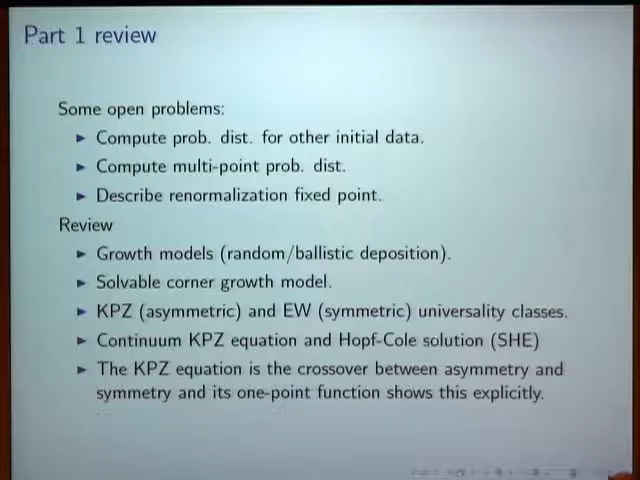 Part 1 review
Some open problems:
► Compute prob. dist. for other initial data.
► Compute multi-point prob. dist.
► Describe renormalization fixed point.
Review
► Growth models (random/ballistic deposition).
► Solvable corner growth model.
► KPZ (asymmetric) and EW (symmetric) universality classes.
► Continuum KPZ equation and Hopf-Cole solution (SHE)
► The KPZ equation is the crossover between asymmetry and
symmetry and its one-point function shows this explicitly.